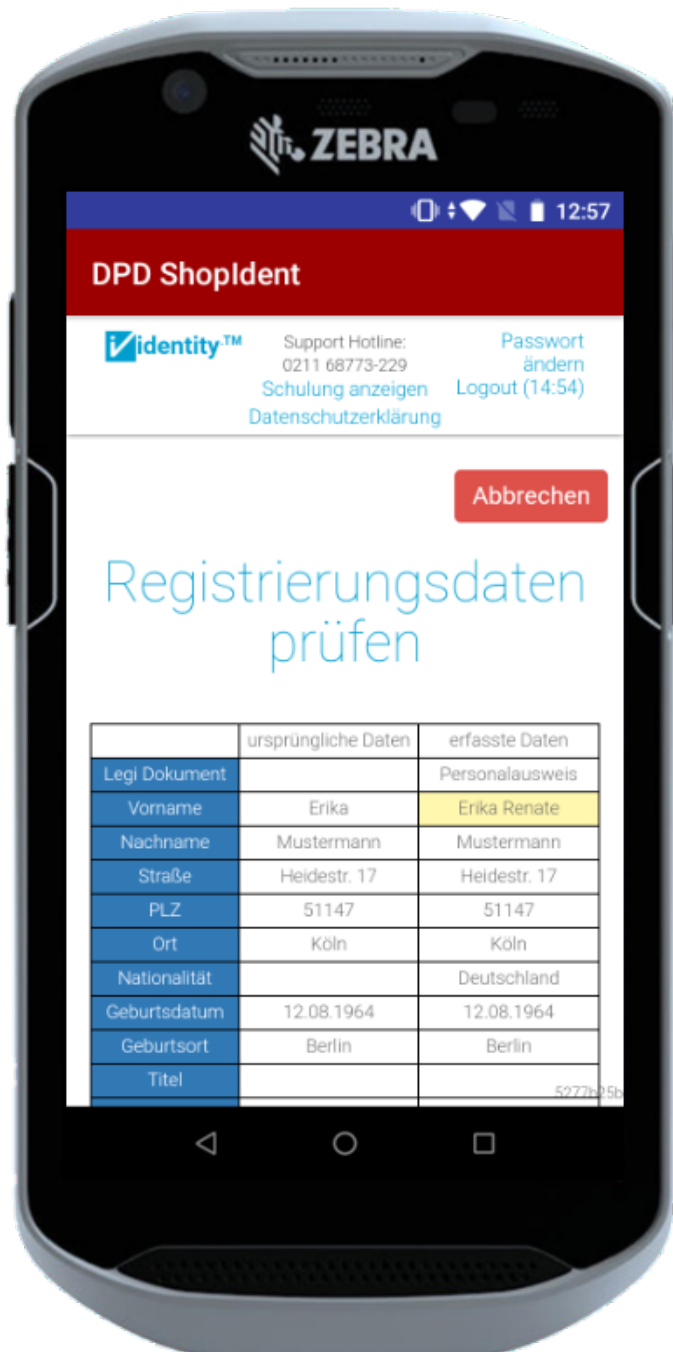 ZEBRA
12:57
DPD ShopIdent
identity™
Support Hotline:
0211 68773-229
Schulung anzeigen
Datenschutzerklärung
Passwort
ändern
Logout (14:54)
Abbrechen
Registrierungsdaten
prüfen
ursprüngliche Daten erfasste Daten
Legi Dokument Personalausweis
Vorname Erika Erika Renate
Nachname Mustermann Mustermann
Straße Heidestr. 17 Heidestr. 17
PLZ 51147 51147
Ort Köln Köln
Nationalität Deutschland
Geburtsdatum 12.08.1964 12.08.1964
Geburtsort Berlin Berlin
Titel
5277b25b